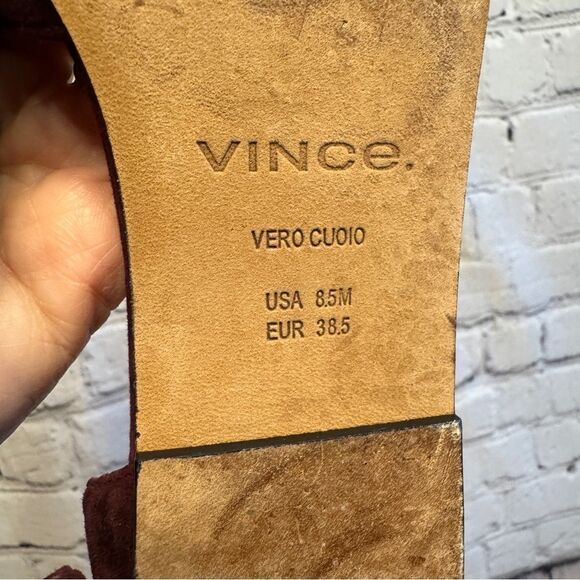 VINCe.
VERO CUOIO
USA 8.5M
EUR 38.5